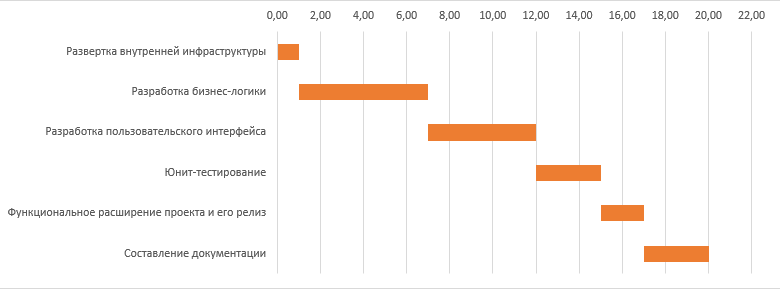 0,00 2,00 4,00 6,00 8,00 10,00 12,00 14,00 16,00 18,00 20,00 22,00
Развертка внутренней инфраструктуры
Разработка бизнес-логики
Разработка пользовательского интерфейса
Юнит-тестирование
Функциональное расширение проекта и его релиз
Составление документации